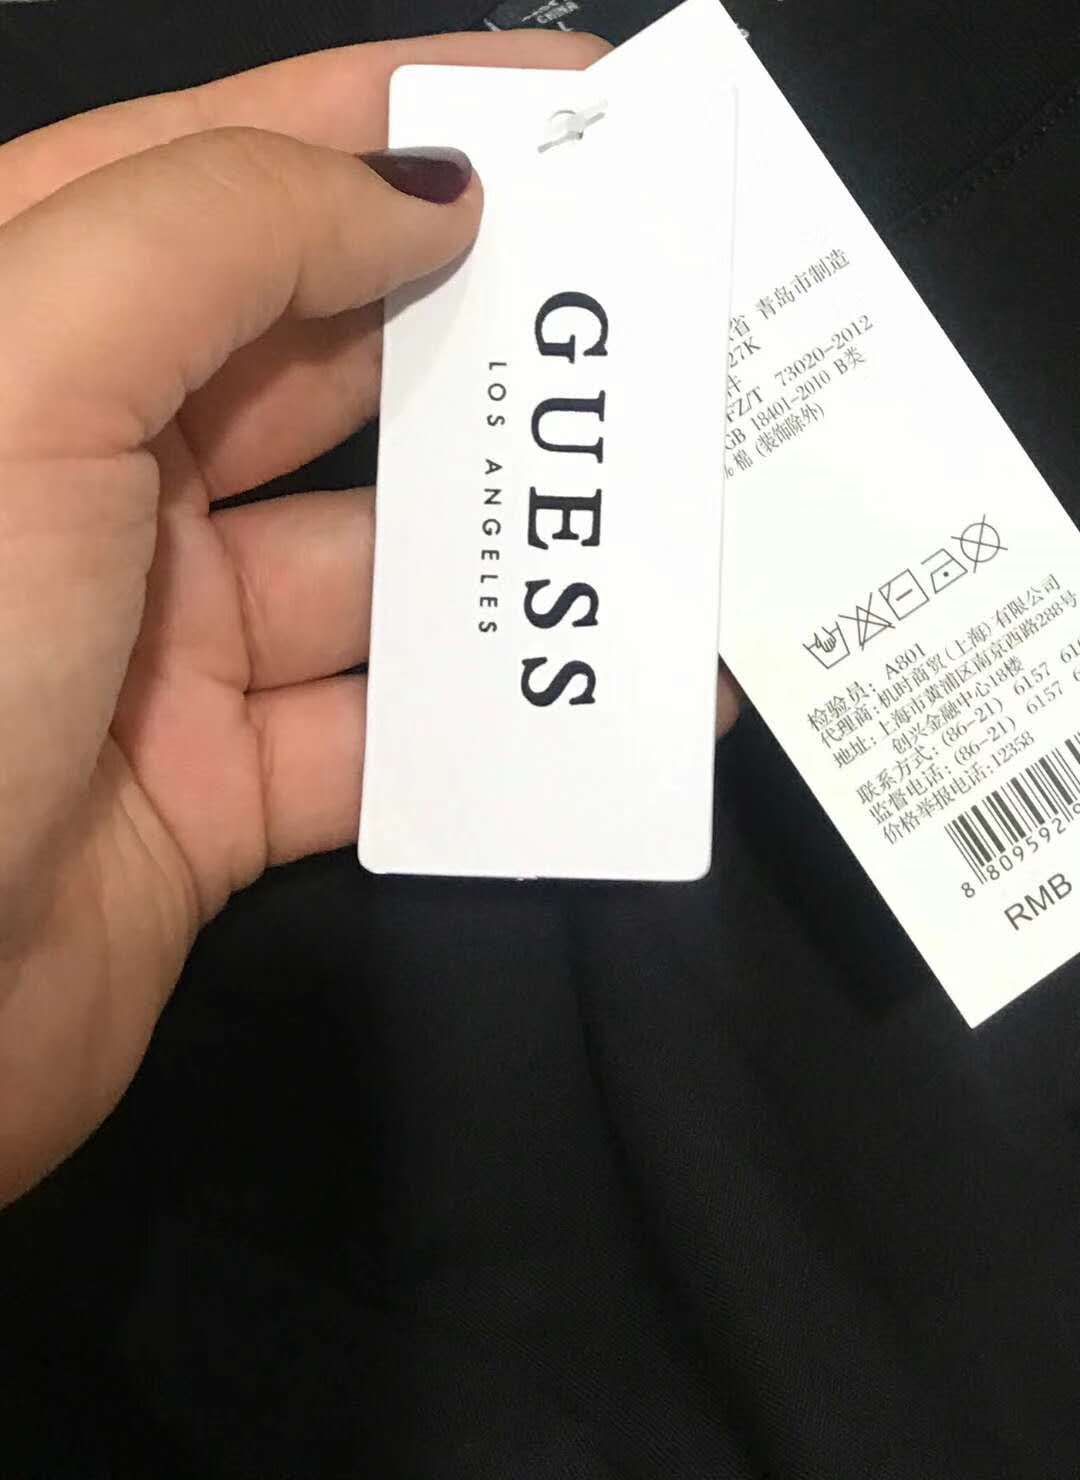 GUESS
LOS ANGELES
省 青岛市制造
27K
FZ/T 73020-2012
GB 18401-2010 B类
% 棉 (装饰除外)
检验员: A801
代理商: 机时商贸(上海)有限公司
地址: 上海市黄浦区南京西路288号
创兴金融中心18楼
联系方式: (86-21) 6157
监督电话: (86-21) 6157
价格举报电话:12358
8 809592
RMB